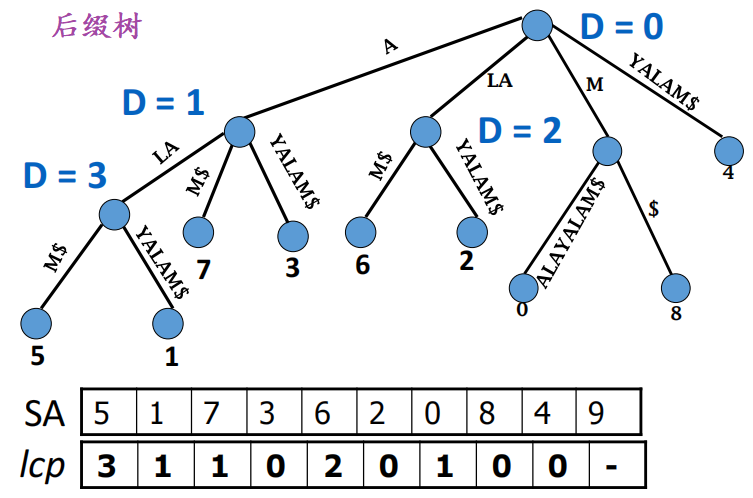 后缀树
D = 0
A
LA
M
YALAM$
D = 1
D = 2
LA
M$
YALAM$
M$
YALAM$
ALAYALAM$
$
4
D = 3
M$
YALAM$
7
3
6
2
0
8
5
1
SA 5 1 7 3 6 2 0 8 4 9
lcp 3 1 1 0 2 0 1 0 0 -